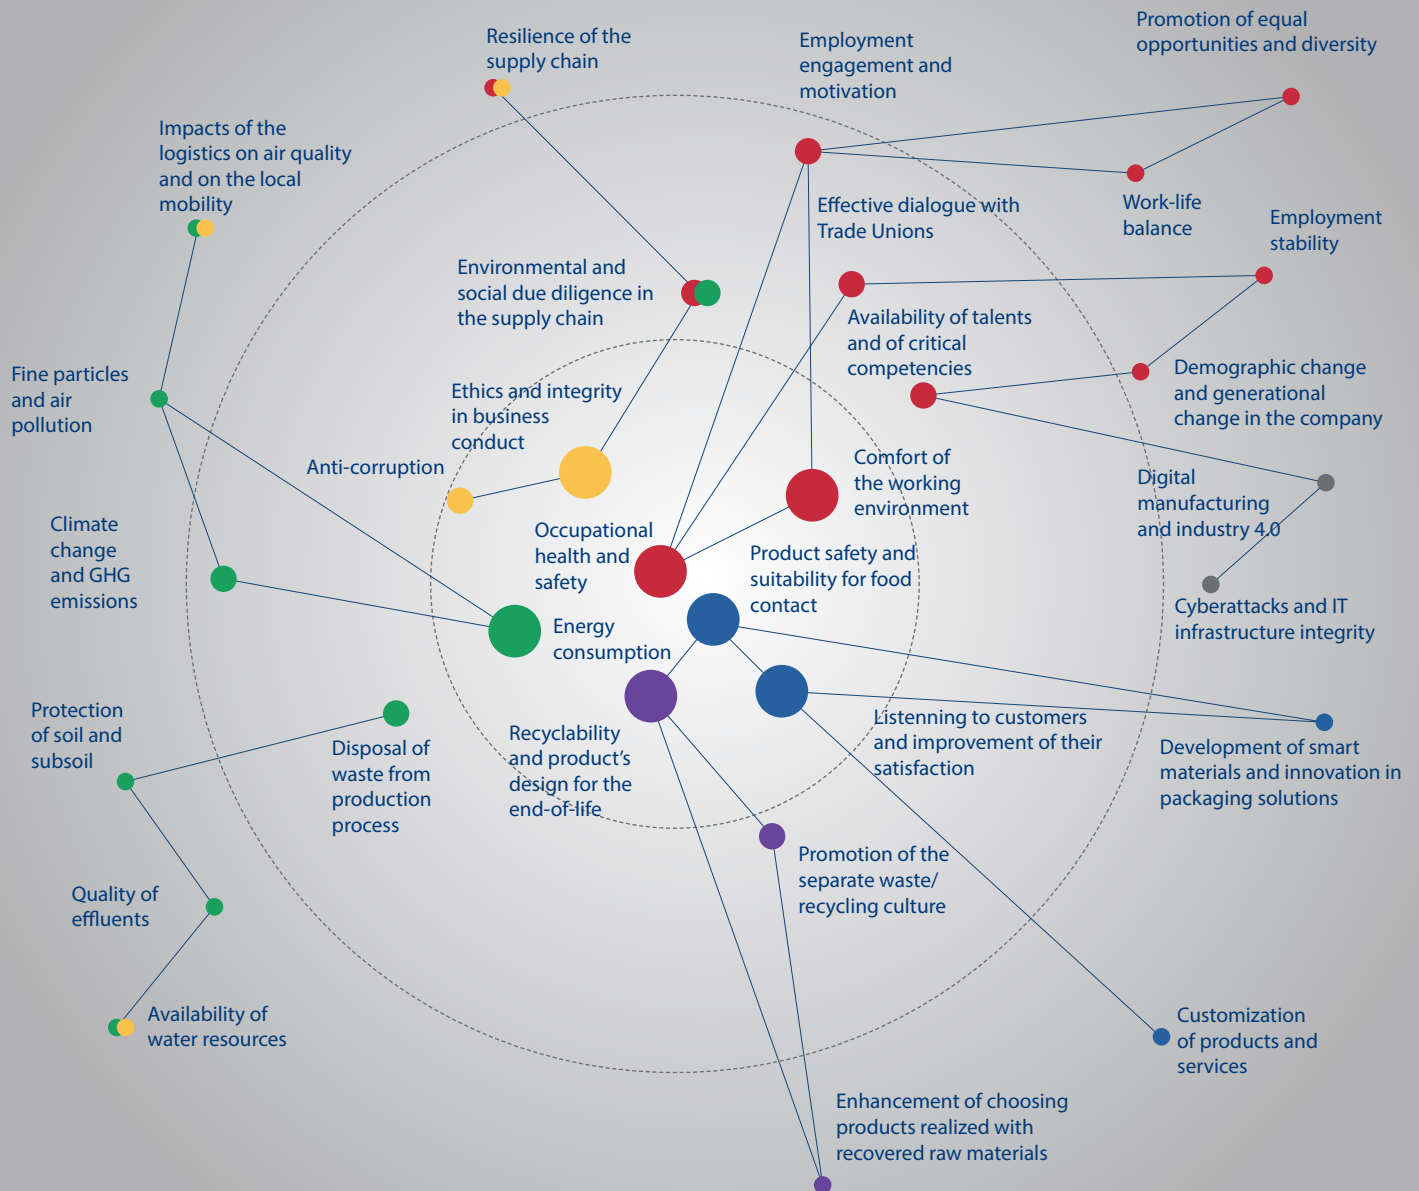 Resilience of the
supply chain
Employment
engagement and
motivation
Promotion of equal
opportunities and diversity
Impacts of the
logistics on air quality
and on the local
mobility
Effective dialogue with
Trade Unions
Work-life
balance
Employment
stability
Environmental and
social due diligence in
the supply chain
Availability of talents
and of critical
competencies
Fine particles
and air
pollution
Demographic change
and generational
change in the company
Ethics and integrity
in business
conduct
Anti-corruption
Comfort of
the working
environment
Digital
manufacturing
and industry 4.0
Climate
change
and GHG
emissions
Occupational
health and
safety
Product safety and
suitability for food
contact
Cyberattacks and IT
infrastructure integrity
Energy
consumption
Protection
of soil and
subsoil
Disposal of
waste from
production
process
Recyclability
and product's
design for the
end-of-life
Listenning to customers
and improvement of their
satisfaction
Development of smart
materials and innovation in
packaging solutions
Promotion of the
separate waste/
recycling culture
Quality of
effluents
Availability of
water resources
Customization
of products and
services
Enhancement of choosing
products realized with
recovered raw materials